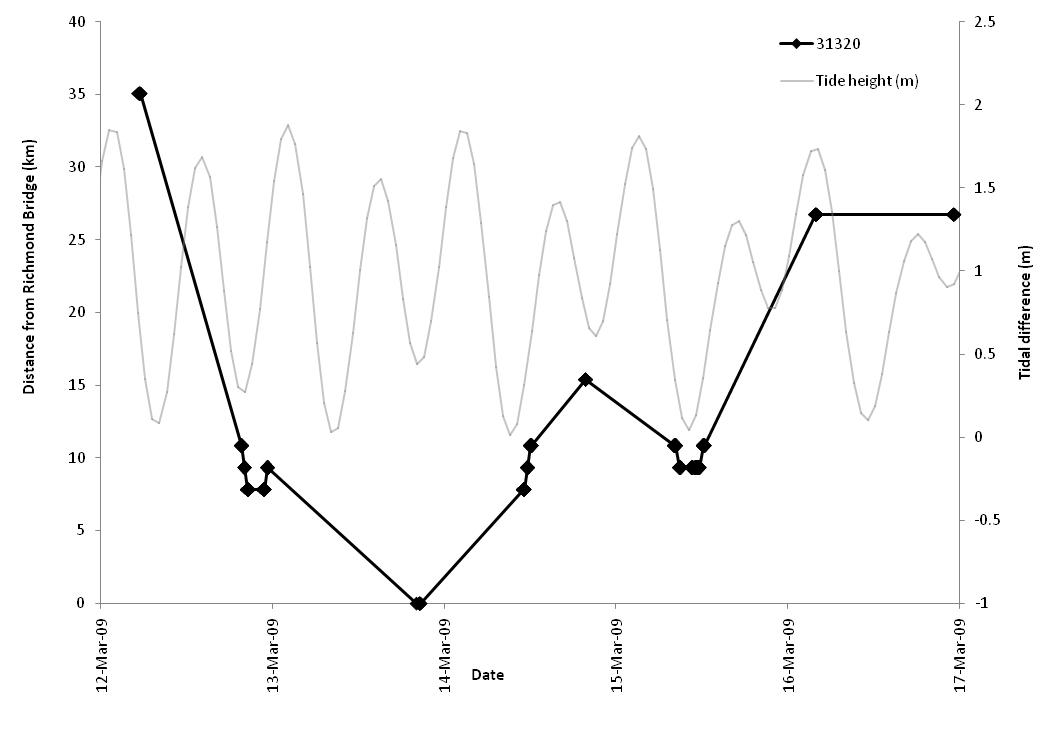 40
35
30
25
20
15
10
5
0
Distance from Richmond Bridge (km)
2.5
2
1.5
1
0.5
0
-0.5
-1
Tidal difference (m)
31320
Tide height (m)
12-Mar-09
13-Mar-09
14-Mar-09
15-Mar-09
16-Mar-09
17-Mar-09
Date